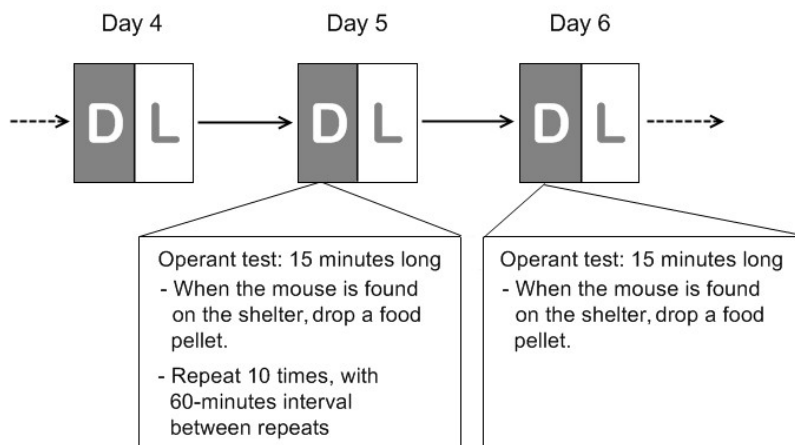 Day 4
Day 5
Day 6
D L
D L
D L
Operant test: 15 minutes long
- When the mouse is found
on the shelter, drop a food
pellet.
- Repeat 10 times, with
60-minutes interval
between repeats
Operant test: 15 minutes long
- When the mouse is found
on the shelter, drop a food
pellet.